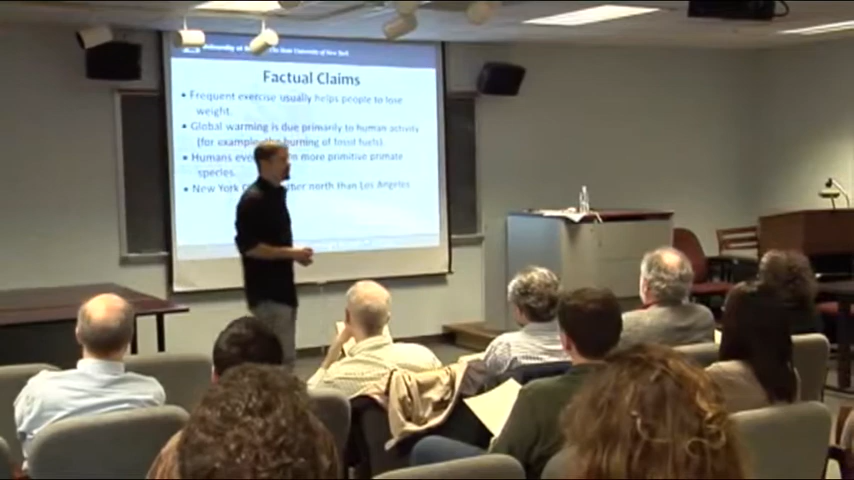 The State University of New York
Factual Claims
• Frequent exercise usually helps people to lose
weight.
• Global warming is due primarily to human activity
(for example, the burning of fossil fuels).
• Humans more primitive primate
species.
• New York north than Los Angeles